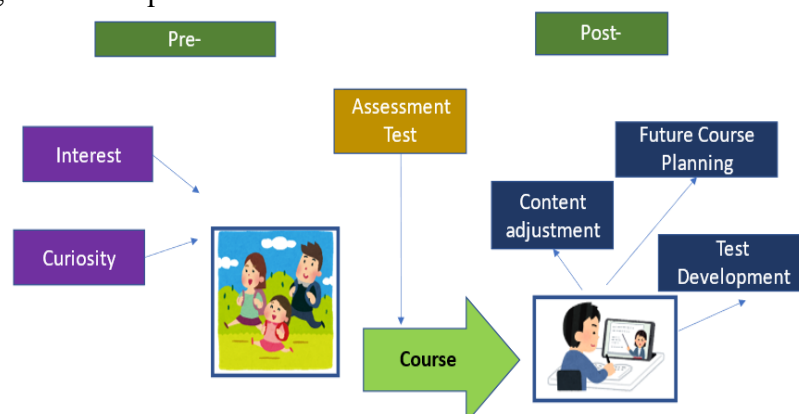 Pre-
Post-
Assessment
Test
Interest
Curiosity
Future Course
Planning
Content
adjustment
Test
Development
Course